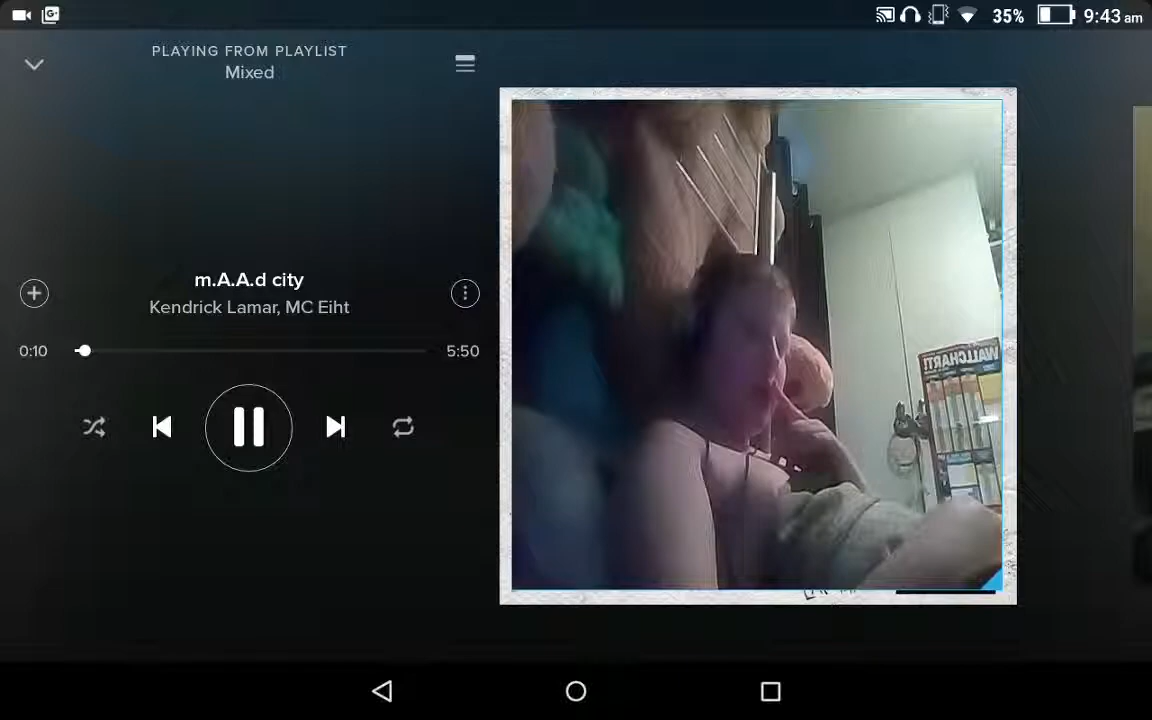 G+
35%
9:43 am
PLAYING FROM PLAYLIST
Mixed
m.A.A.d city
Kendrick Lamar, MC Eiht
0:10
5:50
WALLCHART!